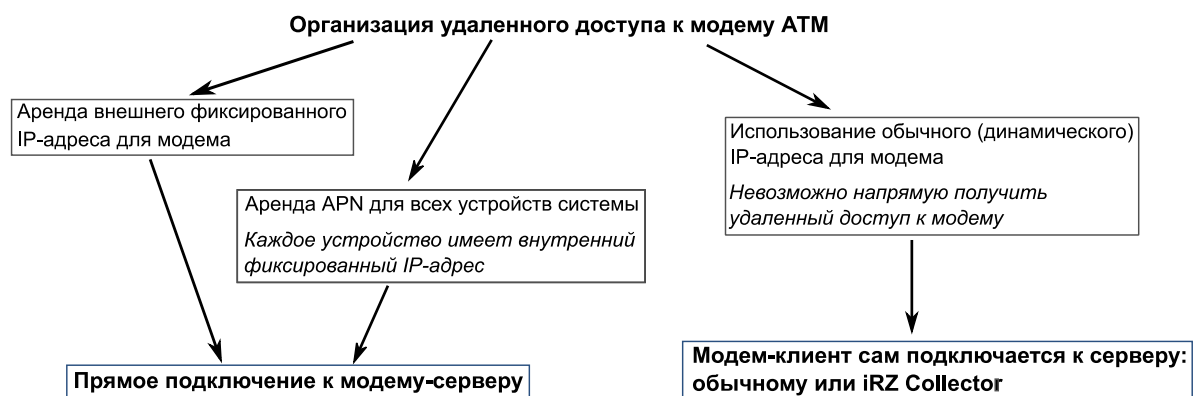 Организация удаленного доступа к модему ATM
Аренда внешнего фиксированного
IP-адреса для модема
Аренда APN для всех устройств системы
Каждое устройство имеет внутренний
фиксированный IP-адрес
Использование обычного (динамического)
IP-адреса для модема
Невозможно напрямую получить
удаленный доступ к модему
Прямое подключение к модему-серверу
Модем-клиент сам подключается к серверу:
обычному или iRZ Collector